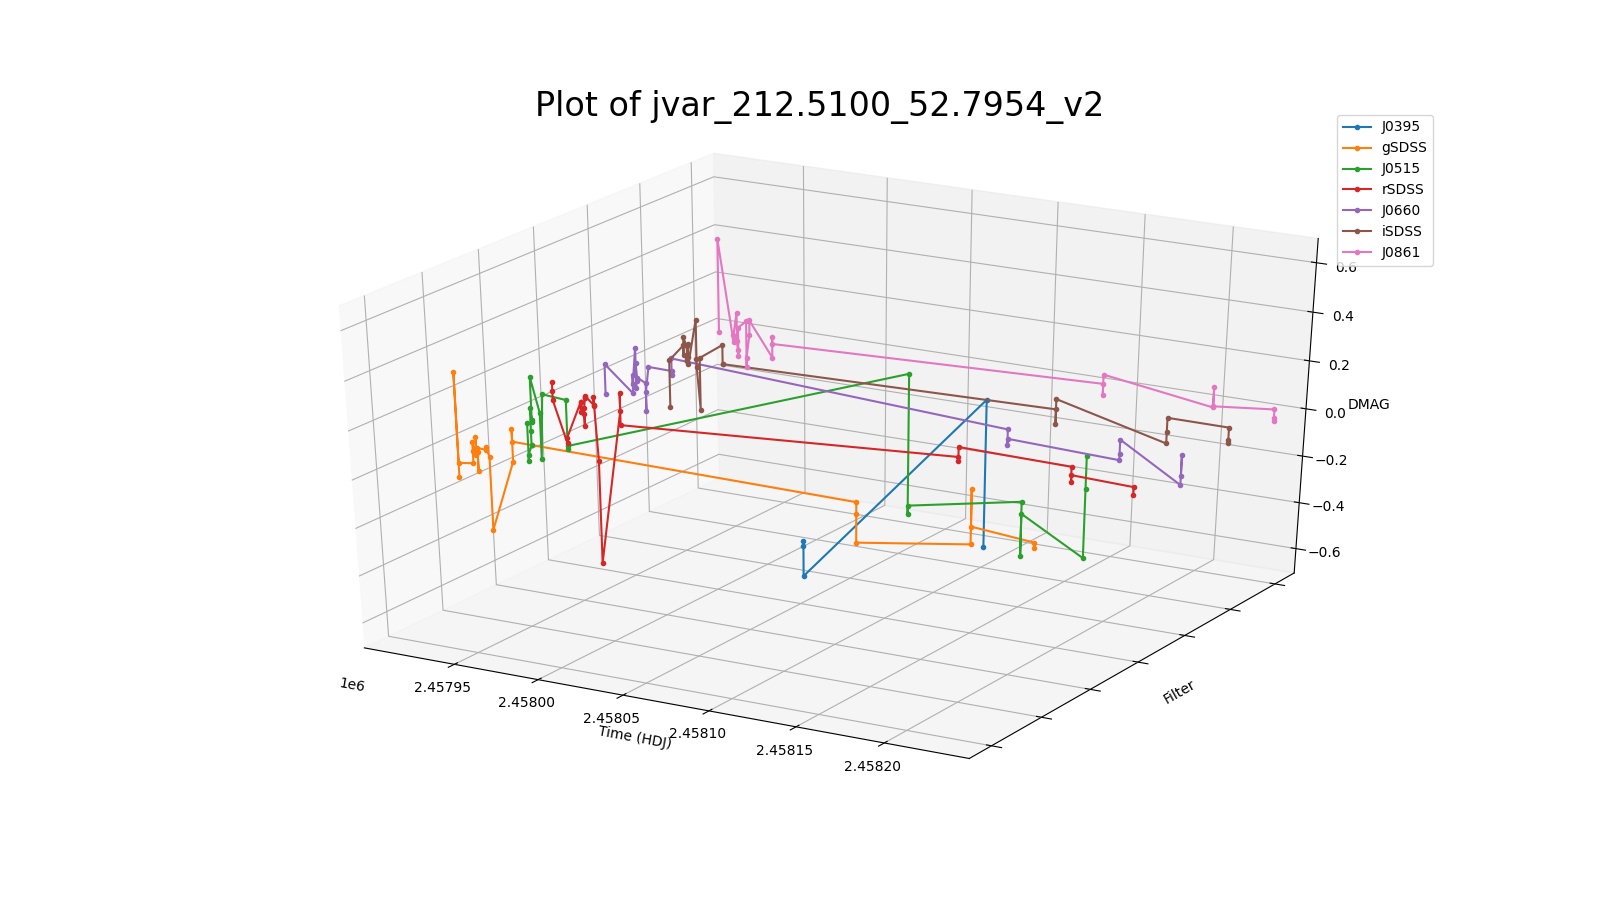 Plot of jvar_212.5100_52.7954_v2
J0395
gSDSS
J0515
rSDSS
J0660
iSDSS
J0861
0.6
0.4
0.2
0.0
DMAG
−0.2
−0.4
−0.6
Filter
1e6
2.45795
2.45800
2.45805
2.45810
2.45815
2.45820
Time (HDJ)